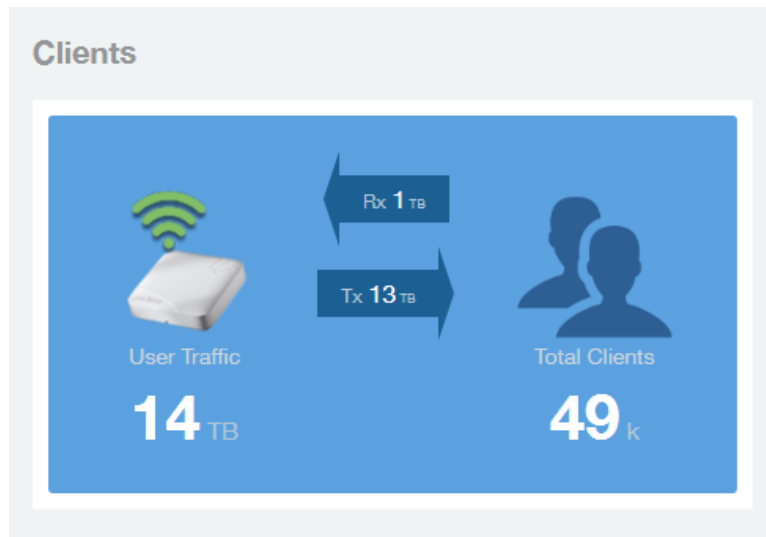 Clients
Rx 1 TB
Tx 13 TB
User Traffic
Total Clients
14 TB
49 k